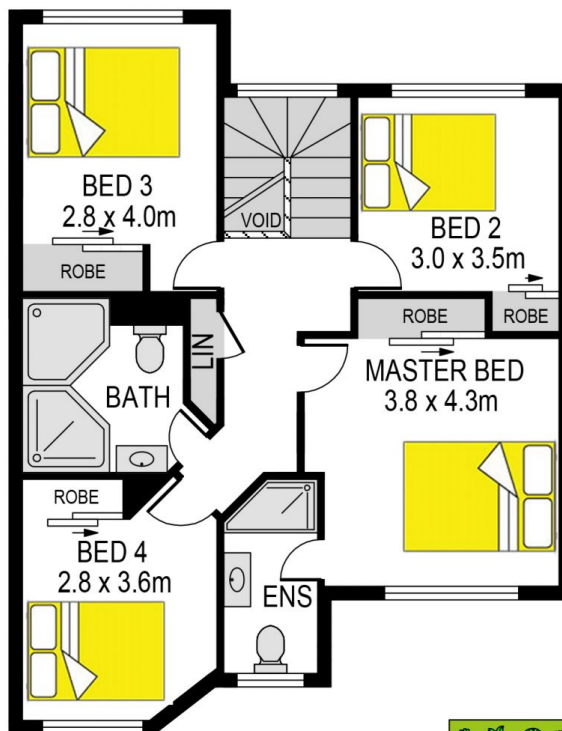 BED 3
2.8 x 4.0m
ROBE
VOID
BED 2
3.0 x 3.5m
ROBE
ROBE
LIN
BATH
MASTER BED
3.8 x 4.3m
ROBE
BED 4
2.8 x 3.6m
ENS